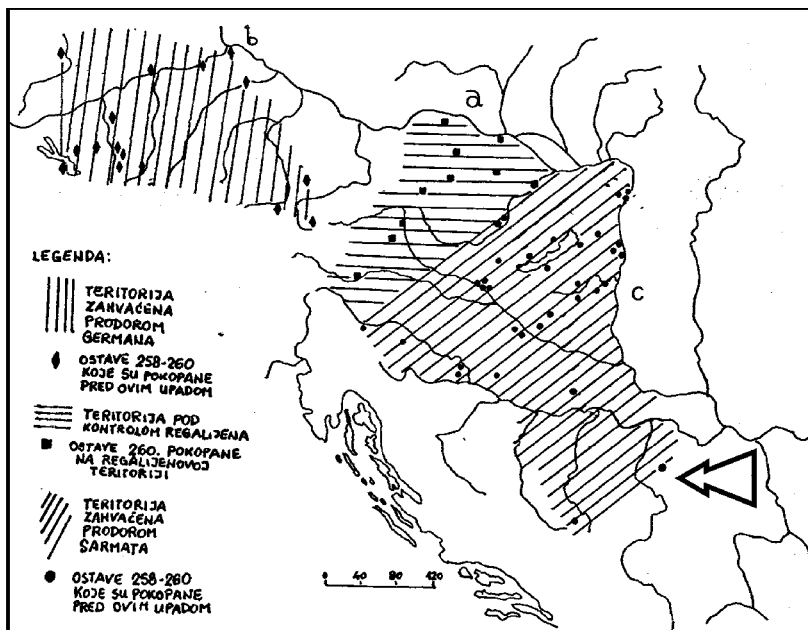 b
a
c
LEGENDA:
TERITORIJA
ZAHVAĆENA
PRODOROM
GERMANA
OSTAVE 258-260
KOJE SU POKOPANE
PRED OVIM UPADOM
TERITORIJA POD
KONTROLOM REGALIJENA
OSTAVE 260. POKOPANE
NA REGALIJENOVOJ
TERITORIJI
TERITORIJA
ZAHVAĆENA
PRODOROM
SARMATA
OSTAVE 258-260
KOJE SU POKOPANE
PRED OVIM UPADOM
0 40 80 120